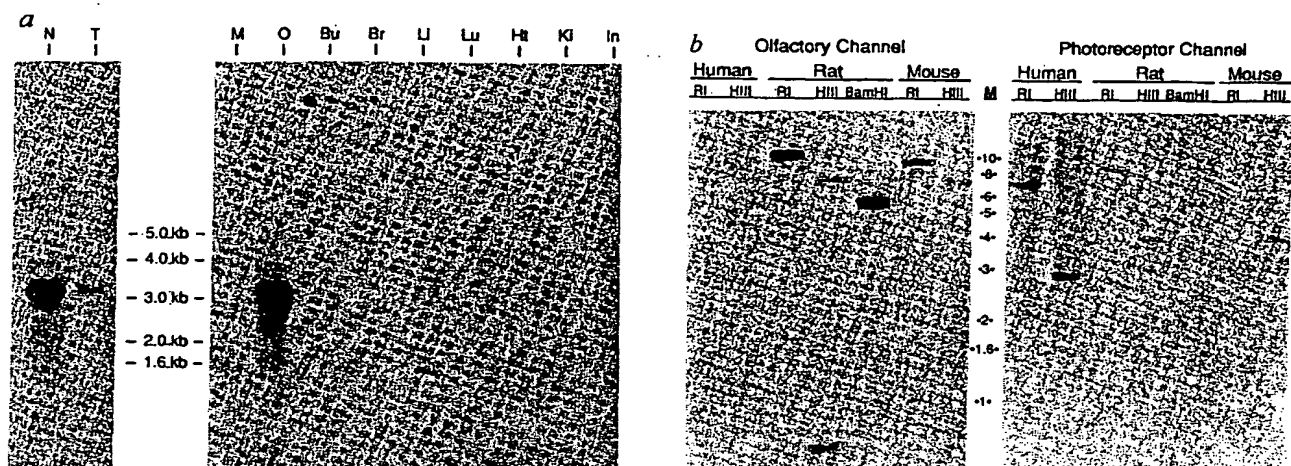 a
N T M O Bu Br Li Lu Ht Ki In
- 5.0 kb -
- 4.0 kb -
- 3.0 kb -
- 2.0 kb -
- 1.6 kb -
b
Olfactory Channel
Human Rat Mouse
RI HIII RI HIII BamHI RI HIII
M
-10-
-8-
-6-
-5-
-4-
-3-
-2-
-1.6-
-1-
Photoreceptor Channel
Human Rat Mouse
RI HIII RI HIII BamHI RI HIII